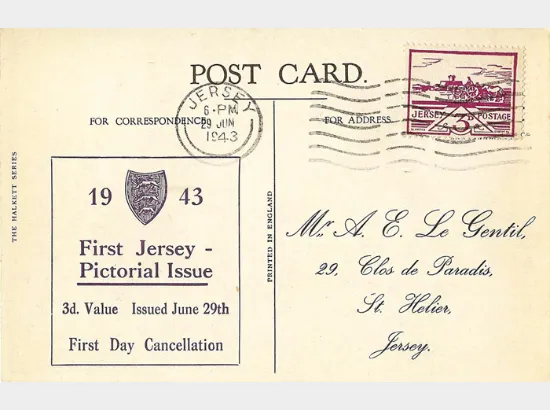 POST CARD.
JERSEY
6·PM
29 JUN
1943
JERSEY 3D POSTAGE
FOR CORRESPONDENCE
FOR ADDRESS
THE HALKETT SERIES
PRINTED IN ENGLAND
19 43
First Jersey -
Pictorial Issue
3d. Value Issued June 29th
First Day Cancellation
Mr. A. E. Le Gentil,
29, Clos de Paradis,
St. Helier,
Jersey.